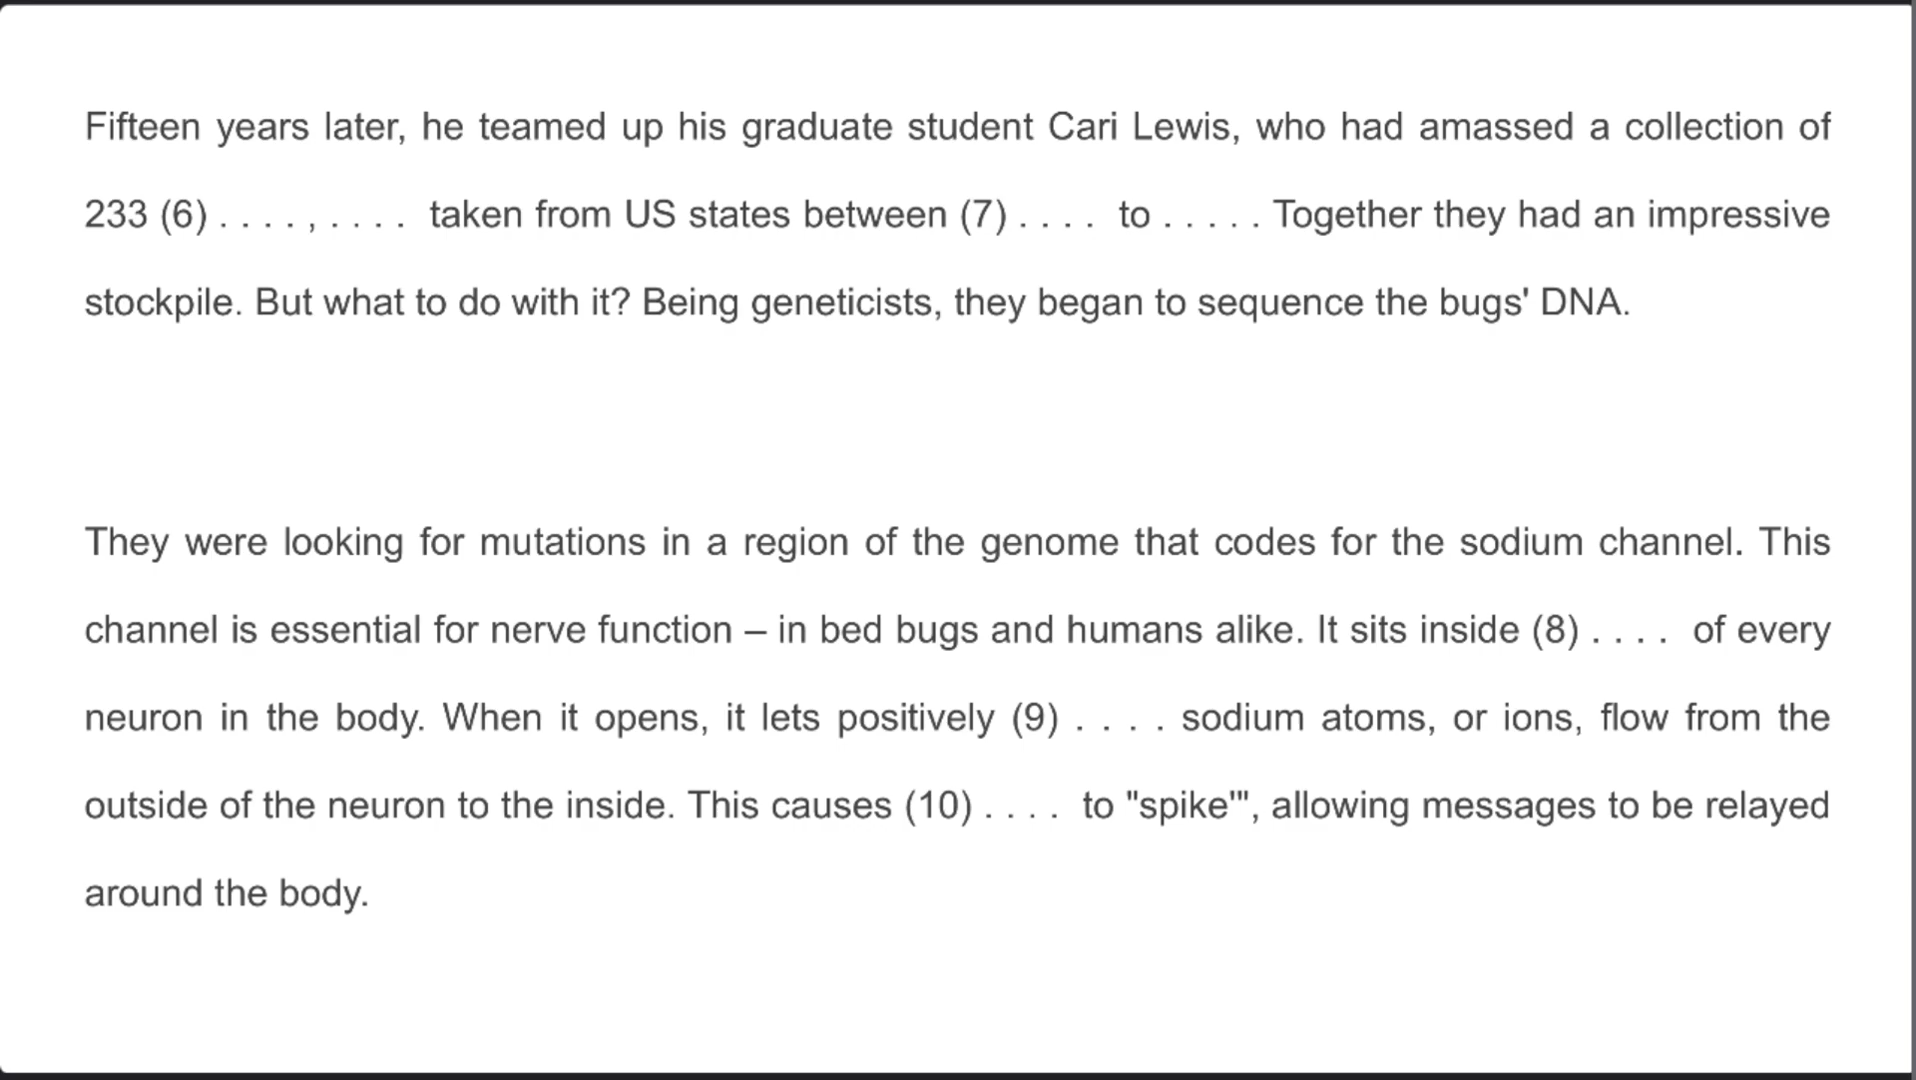 Fifteen years later, he teamed up his graduate student Cari Lewis, who had amassed a collection of
233 (6) . . . . , . . . . taken from US states between (7) . . . . to . . . . . Together they had an impressive
stockpile. But what to do with it? Being geneticists, they began to sequence the bugs' DNA.
They were looking for mutations in a region of the genome that codes for the sodium channel. This
channel is essential for nerve function – in bed bugs and humans alike. It sits inside (8) . . . . of every
neuron in the body. When it opens, it lets positively (9) . . . . sodium atoms, or ions, flow from the
outside of the neuron to the inside. This causes (10) . . . . to "spike'", allowing messages to be relayed
around the body.